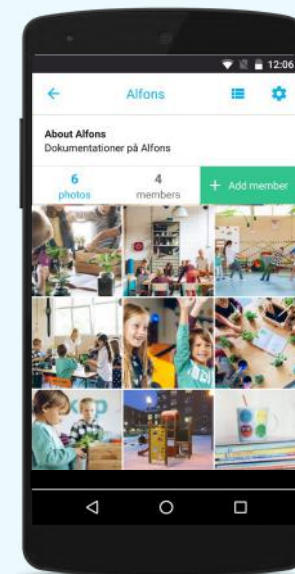 12:06
Alfons
About Alfons
Dokumentationer på Alfons
6 photos
4 members
+ Add member